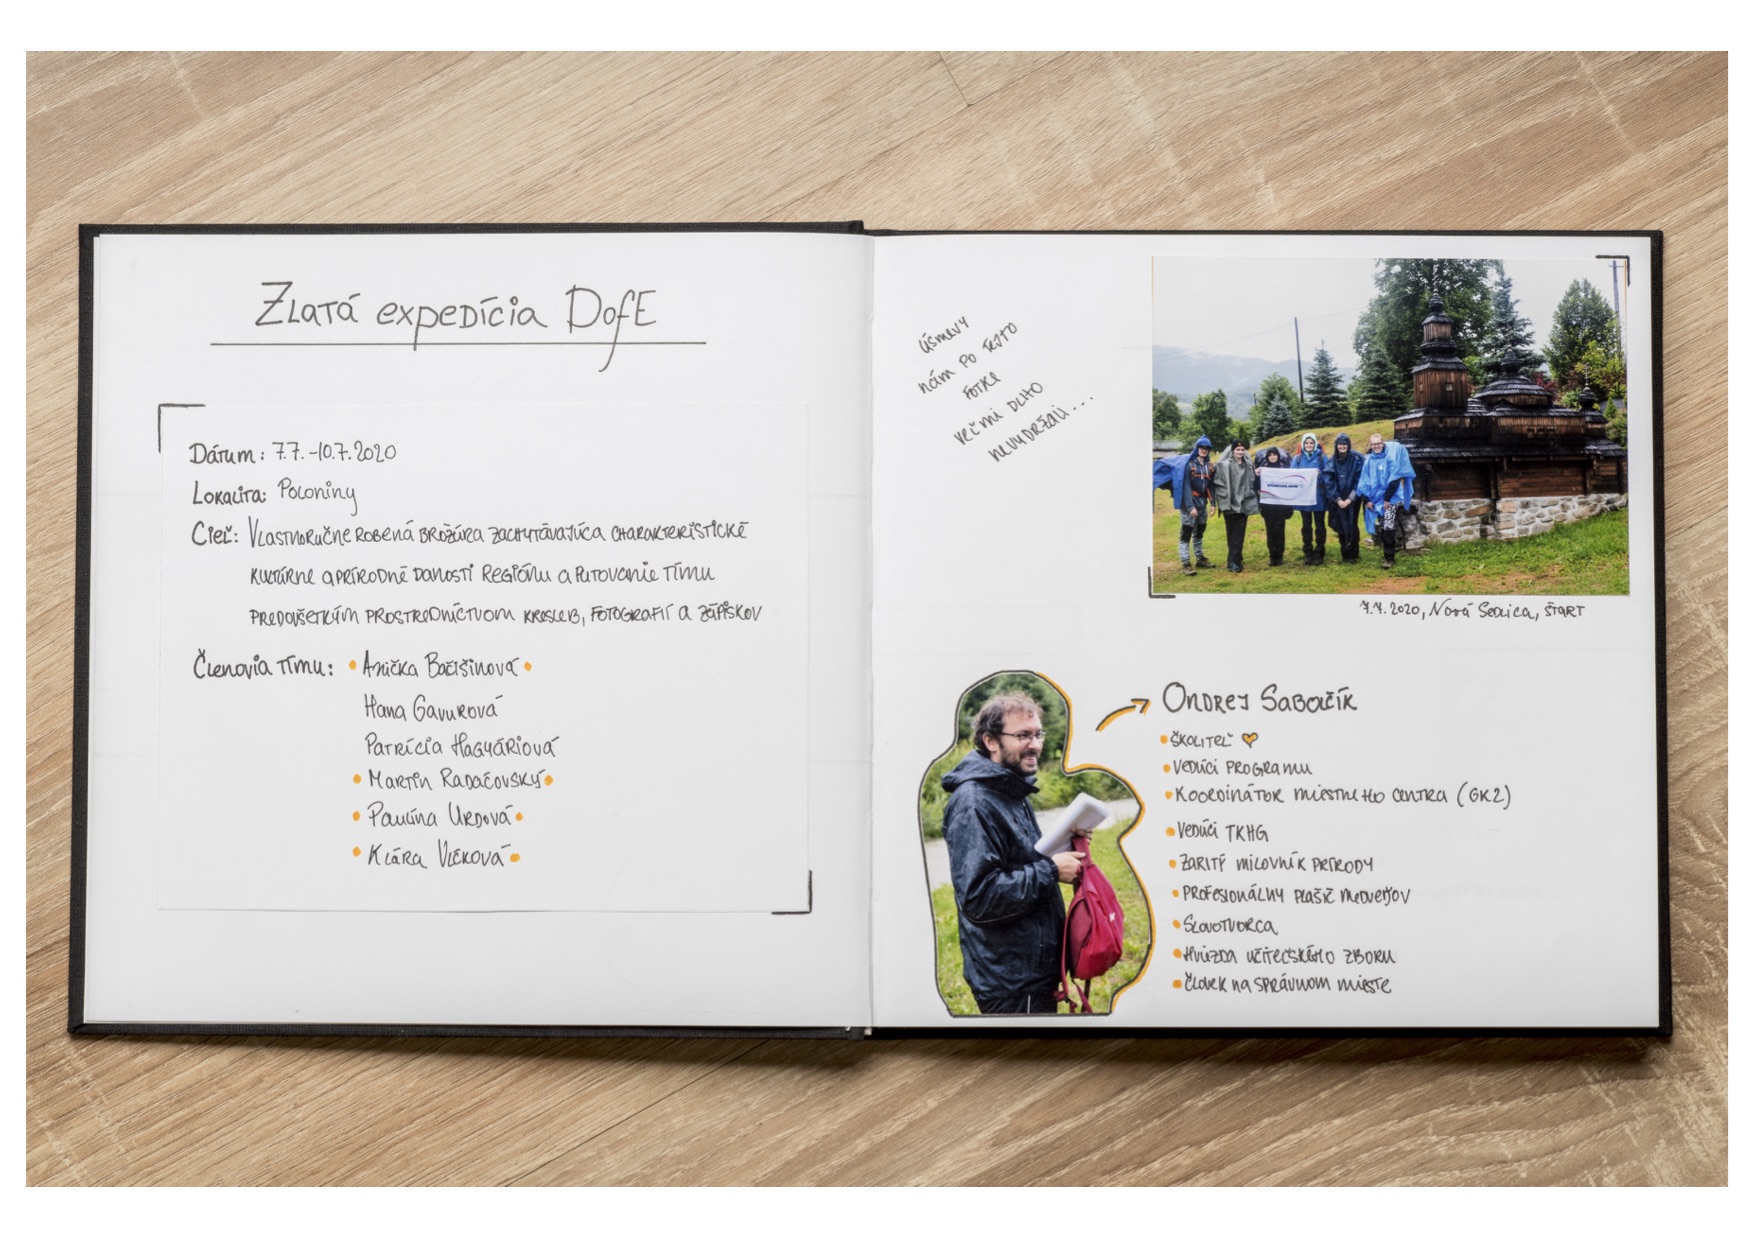 Zlatá expedícia DofE
Dátum: 7.7.-10.7.2020
Lokalita: Poloniny
Cieľ: Vlastnoručne robená brožúra zachytávajúca charakteristické
kultúrne a prírodné danosti regiónu a putovanie tímu
predovšetkým prostredníctvom kresieb, fotografií a zápiskov
Členovia tímu: Anička Bačišinová
Hana Gavurová
Patrícia Hagyáriová
Martin Radačovský
Paulína Urdová
Klára Vlčková
úsmevy
nám po tejto
fotke
veľmi dlho
nevydržali...
7.7.2020, Nová Sedlica, štart
Ondrej Sabolčík
školiteľ
vedúci programu
koordinátor miestneho centra (GK2)
vedúci TKHG
zarytý milovník prírody
profesionálny plašič medveďov
slovotvorca
hviezda učiteľského zboru
človek na správnom mieste